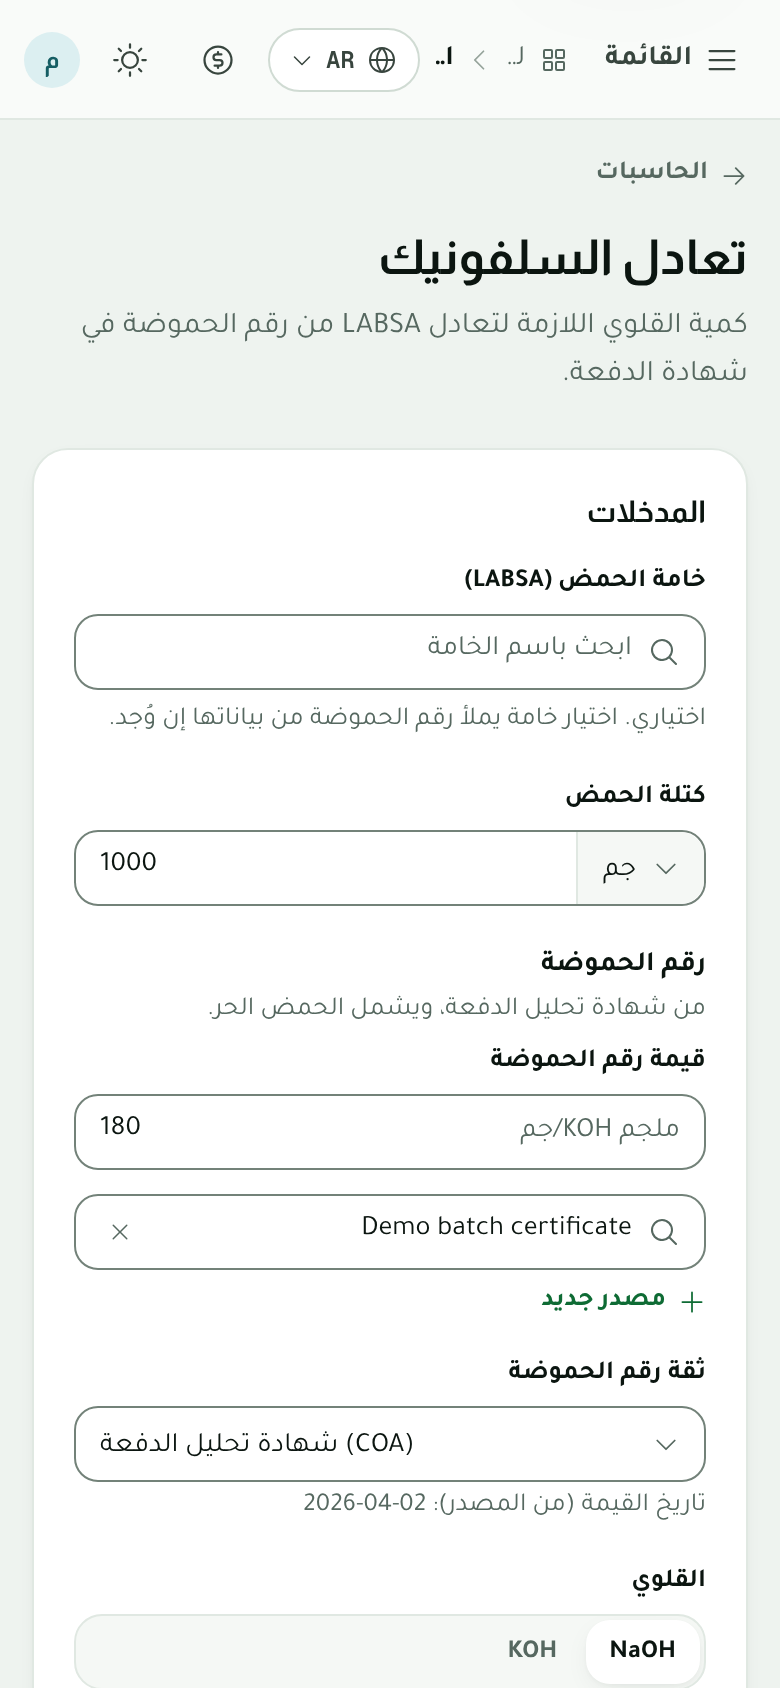 القائمة
لـ..
ا..
AR
م
الحاسبات
تعادل السلفونيك
كمية القلوي اللازمة لتعادل LABSA من رقم الحموضة في
شهادة الدفعة.
المدخلات
خامة الحمض (LABSA)
ابحث باسم الخامة
اختياري. اختيار خامة يملأ رقم الحموضة من بياناتها إن وُجد.
كتلة الحمض
جم
1000
رقم الحموضة
من شهادة تحليل الدفعة، ويشمل الحمض الحر.
قيمة رقم الحموضة
ملجم KOH/جم
180
Demo batch certificate
مصدر جديد
ثقة رقم الحموضة
شهادة تحليل الدفعة (COA)
تاريخ القيمة (من المصدر): 2026-04-02
القلوي
NaOH
KOH